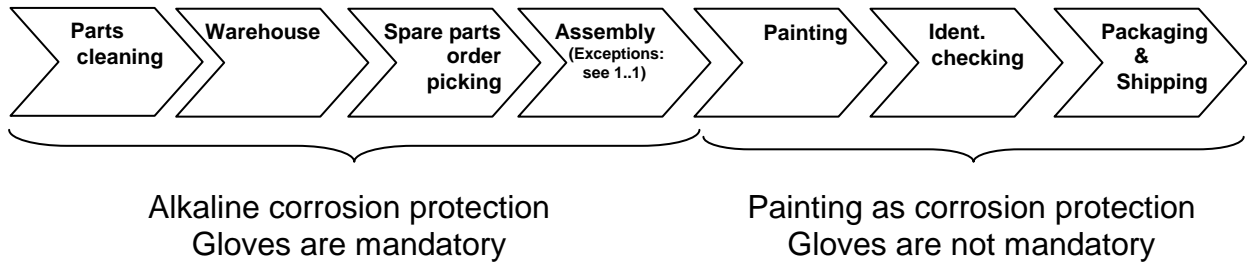 Parts
cleaning
Warehouse
Spare parts
order
picking
Assembly
(Exceptions:
see 1..1)
Painting
Ident.
checking
Packaging
&
Shipping
Alkaline corrosion protection
Gloves are mandatory
Painting as corrosion protection
Gloves are not mandatory